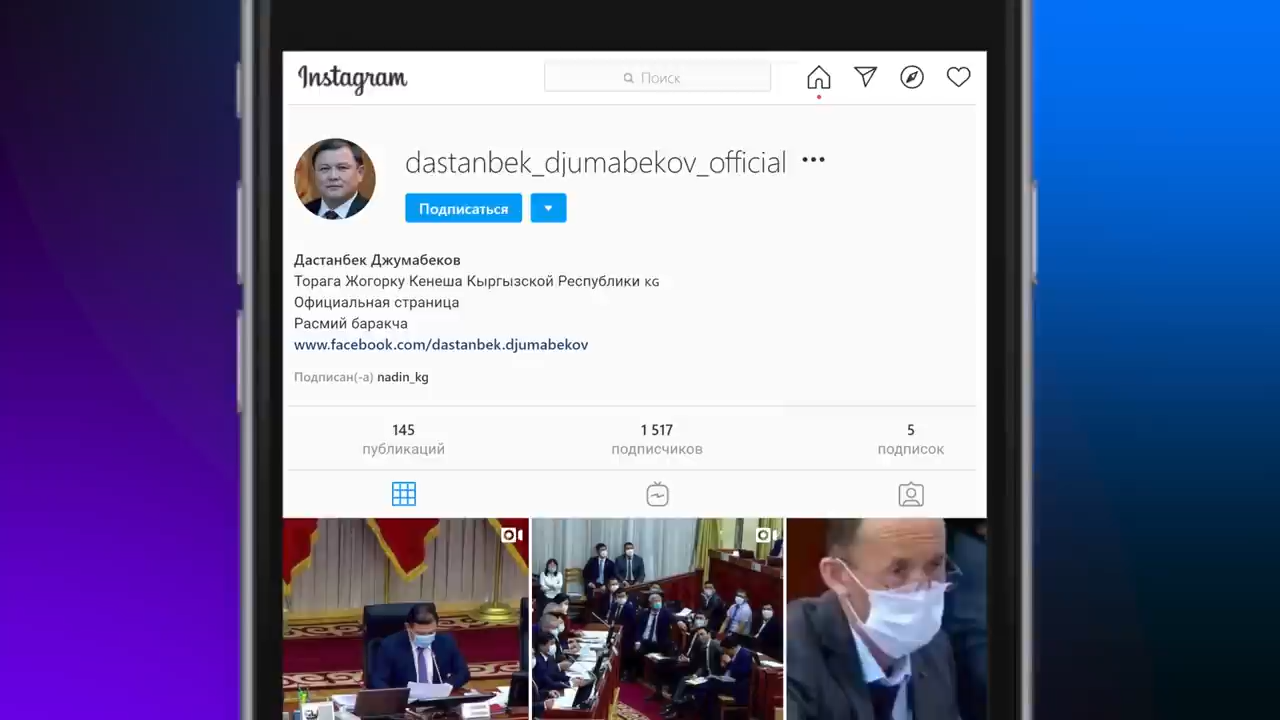 Instagram
Поиск
dastanbek_djumabekov_official
Подписаться
Дастанбек Джумабеков
Торага Жогорку Кенеша Кыргызской Республики KG
Официальная страница
Расмий баракча
www.facebook.com/dastanbek.djumabekov
Подписан(-а) nadin_kg
145 1 517 5
публикаций подписчиков подписок